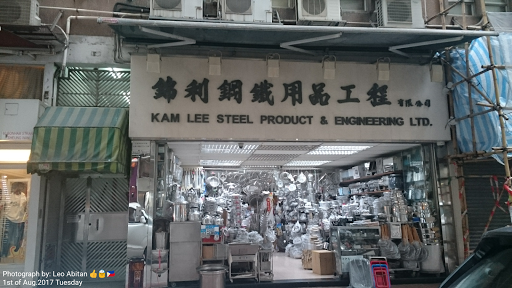 錦利鋼鐵用品工程有限公司
KAM LEE STEEL PRODUCT & ENGINEERING LTD.
Photograph by: Leo Abitan 👍👷🇵🇭
1st of Aug.2017 Tuesday